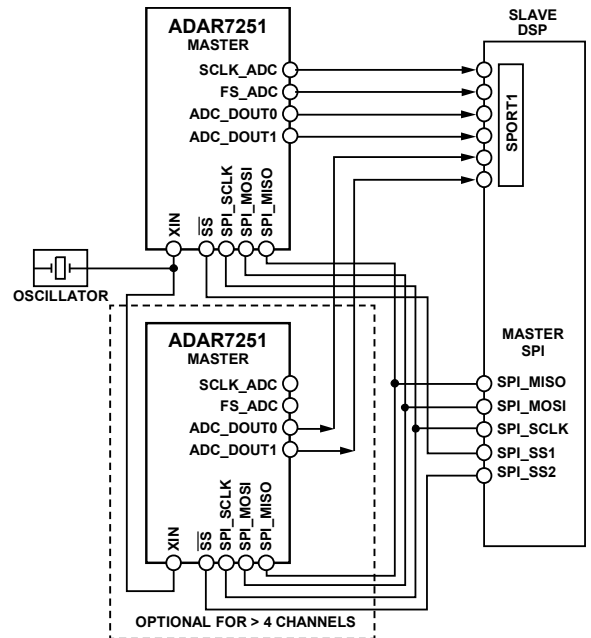 ADAR7251
MASTER
SCLK_ADC
FS_ADC
ADC_DOUT0
ADC_DOUT1
XIN
SS
SPI_SCLK
SPI_MOSI
SPI_MISO
SLAVE
DSP
SPORT1
OSCILLATOR
ADAR7251
MASTER
SCLK_ADC
FS_ADC
ADC_DOUT0
ADC_DOUT1
XIN
SS
SPI_SCLK
SPI_MOSI
SPI_MISO
MASTER
SPI
SPI_MISO
SPI_MOSI
SPI_SCLK
SPI_SS1
SPI_SS2
OPTIONAL FOR > 4 CHANNELS